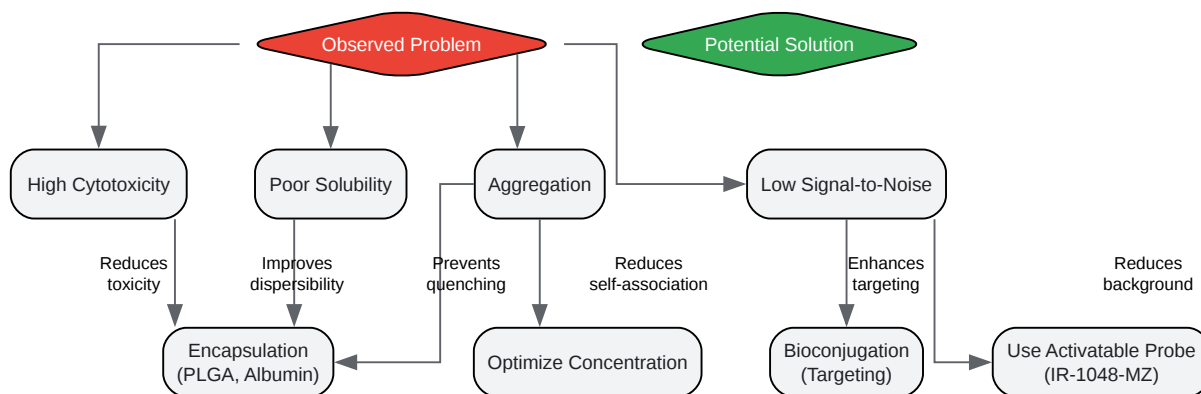 Observed Problem
Potential Solution
High Cytotoxicity
Poor Solubility
Aggregation
Low Signal-to-Noise
Reduces
toxicity
Improves
dispersibility
Prevents
quenching
Reduces
self-association
Enhances
targeting
Reduces
background
Encapsulation
(PLGA, Albumin)
Optimize Concentration
Bioconjugation
(Targeting)
Use Activatable Probe
(IR-1048-MZ)